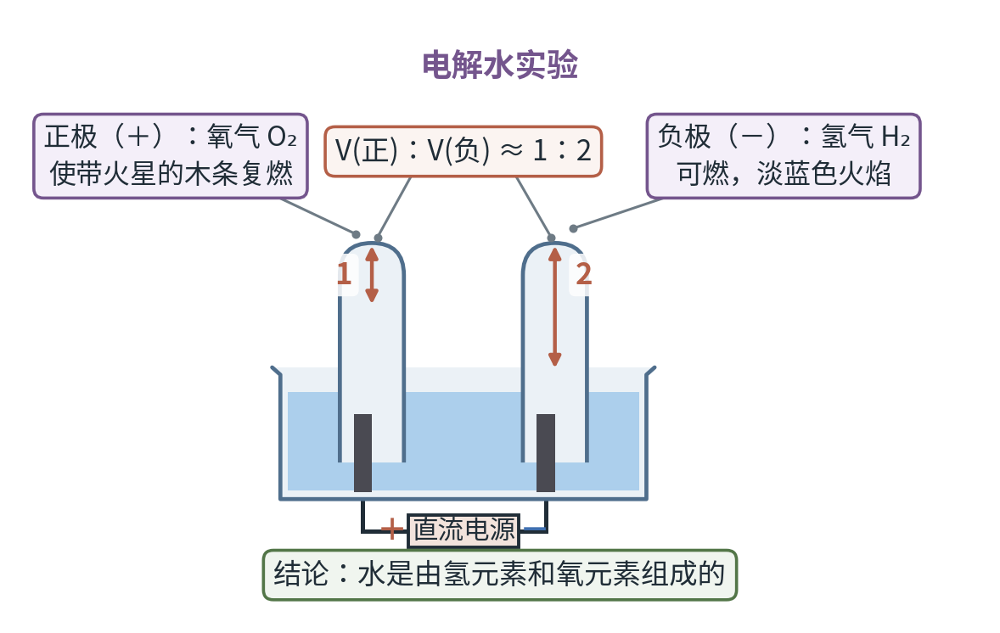 电解水实验
正极（＋）：氧气 O₂
使带火星的木条复燃
V(正)：V(负) ≈ 1：2
负极（－）：氢气 H₂
可燃，淡蓝色火焰
1
2
＋ 直流电源 －
结论：水是由氢元素和氧元素组成的